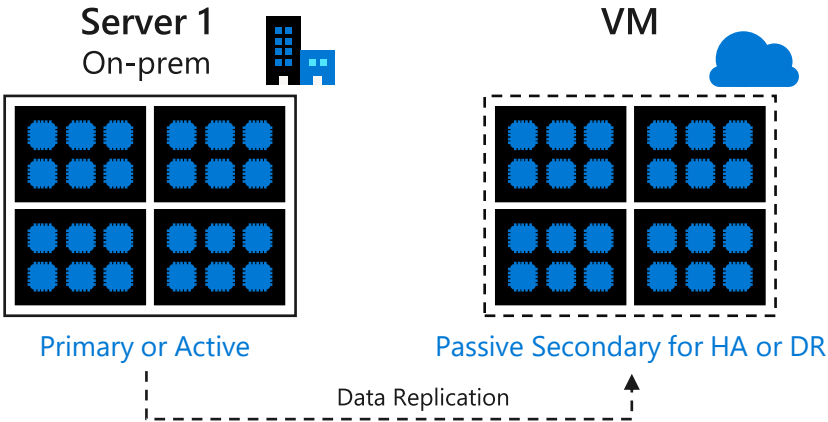 Server 1
On-prem
VM
Primary or Active
Passive Secondary for HA or DR
Data Replication